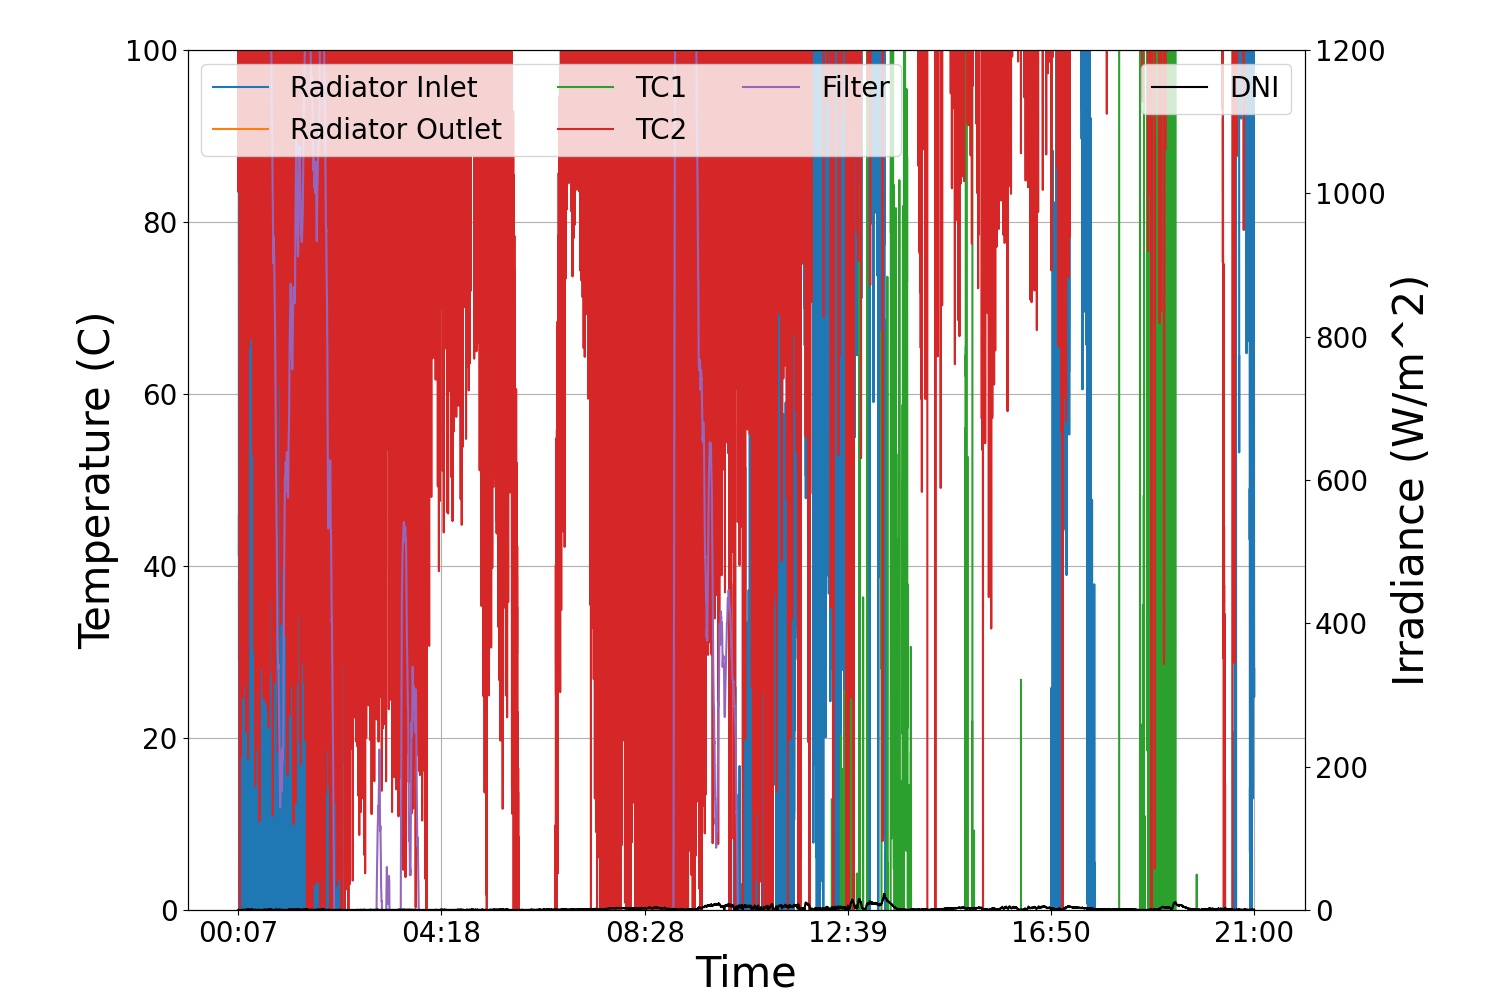 Radiator Inlet
Radiator Outlet
TC1
TC2
Filter
DNI
100
80
60
40
20
0
Temperature (C)
1200
1000
800
600
400
200
0
Irradiance (W/m^2)
00:07 04:18 08:28 12:39 16:50 21:00
Time